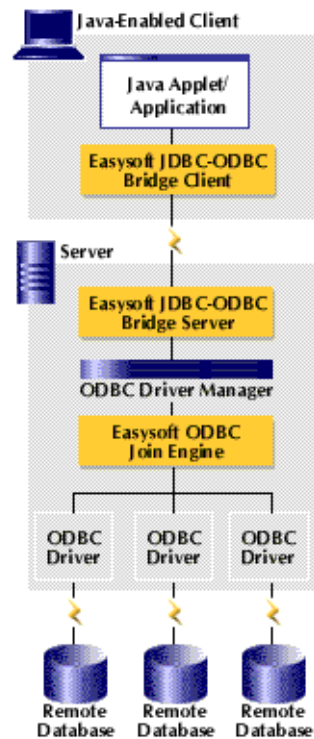 Java-Enabled Client
Java Applet/
Application
Easysoft JDBC-ODBC
Bridge Client
Server
Easysoft JDBC-ODBC
Bridge Server
ODBC Driver Manager
Easysoft ODBC
Join Engine
ODBC
Driver
ODBC
Driver
ODBC
Driver
Remote
Database
Remote
Database
Remote
Database